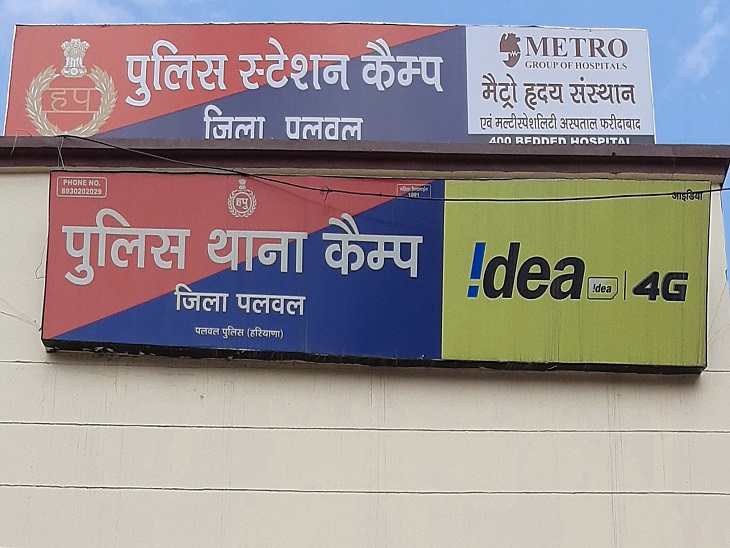 पुलिस स्टेशन कैम्प
जिला पलवल
हपु
METRO
GROUP OF HOSPITALS
मैट्रो हृदय संस्थान
एवं मल्टीस्पेशलिटी अस्पताल फरीदाबाद
400 BEDDED HOSPITAL
PHONE NO.
8930202029
हपु
1091
पुलिस थाना कैम्प
जिला पलवल
पलवल पुलिस (हरियाणा)
आइडिया
!dea
!dea
4G